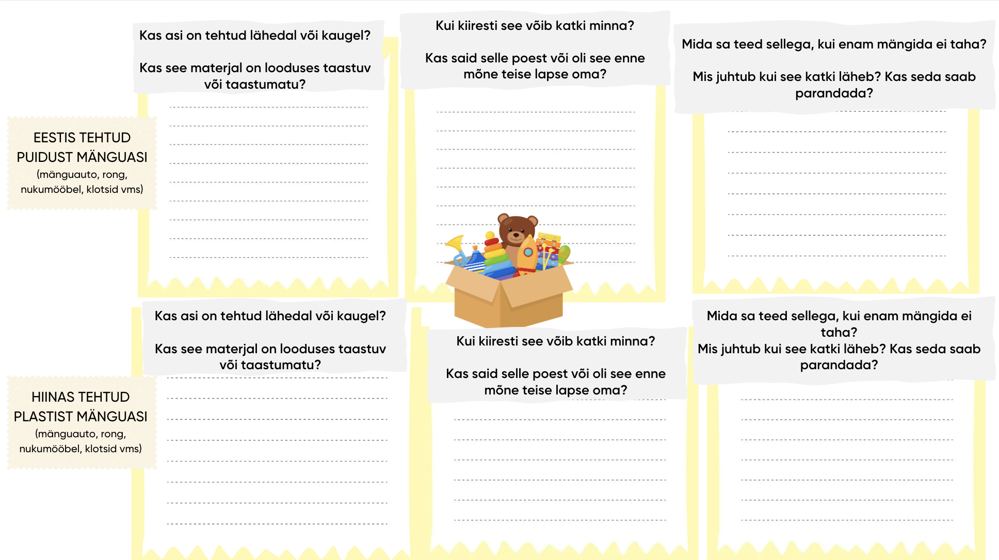 Kas asi on tehtud lähedal või kaugel?
Kas see materjal on looduses taastuv
või taastumatu?
Kui kiiresti see võib katki minna?
Kas said selle poest või oli see enne
mõne teise lapse oma?
Mida sa teed sellega, kui enam mängida ei taha?
Mis juhtub kui see katki läheb? Kas seda saab
parandada?
EESTIS TEHTUD
PUIDUST MÄNGUASI
(mänguauto, rong,
nukumööbel, klotsid vms)
Kas asi on tehtud lähedal või kaugel?
Kas see materjal on looduses taastuv
või taastumatu?
Kui kiiresti see võib katki minna?
Kas said selle poest või oli see enne
mõne teise lapse oma?
Mida sa teed sellega, kui enam mängida ei
taha?
Mis juhtub kui see katki läheb? Kas seda saab
parandada?
HIINAS TEHTUD
PLASTIST MÄNGUASI
(mänguauto, rong,
nukumööbel, klotsid vms)